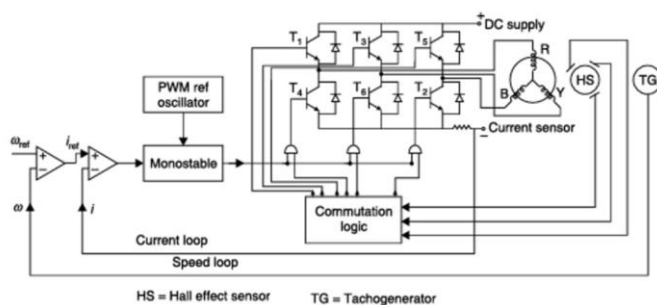 +
DC supply
T1
T3
T5
R
B
Y
HS
TG
T4
T6
T2
PWM ref
oscillator
− Current sensor
ωref
iref
+
−
+
−
Monostable
ω
i
Commutation
logic
Current loop
Speed loop
HS = Hall effect sensor
TG = Tachogenerator